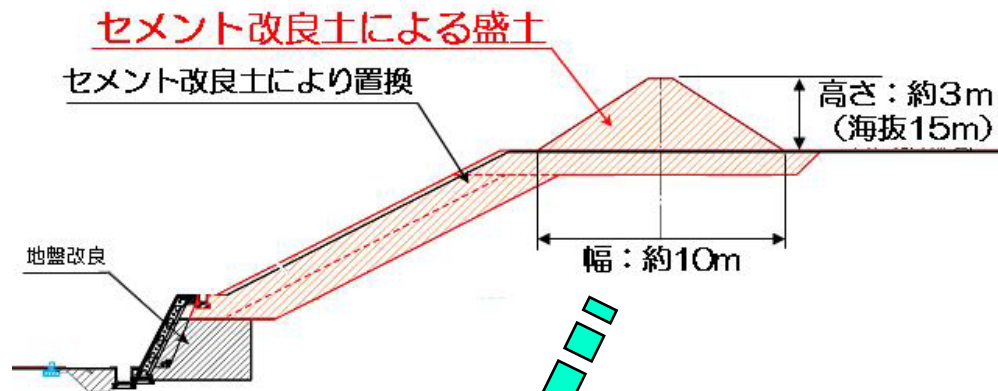 セメント改良土による盛土
セメント改良土により置換
高さ：約3m
（海抜15m）
地盤改良
幅：約10m